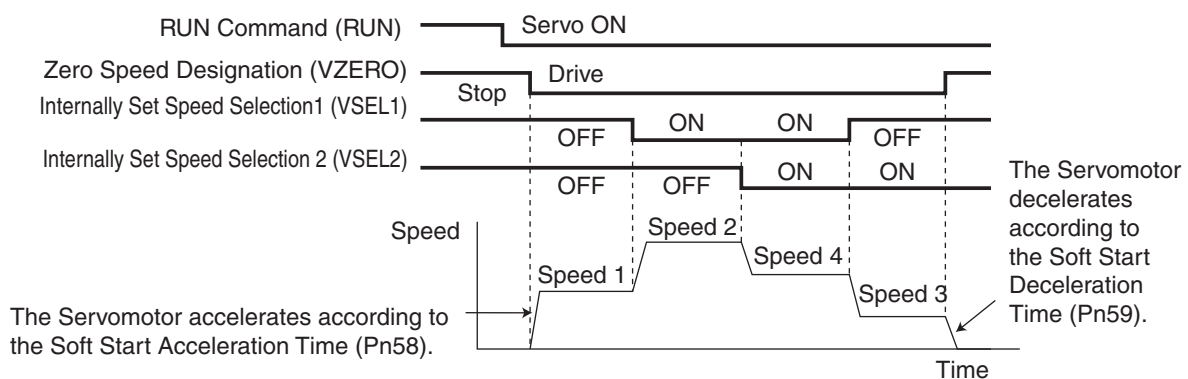 RUN Command (RUN)
Servo ON
Zero Speed Designation (VZERO)
Stop
Drive
Internally Set Speed Selection1 (VSEL1)
OFF
ON
ON
OFF
Internally Set Speed Selection 2 (VSEL2)
OFF
OFF
ON
ON
Speed
Speed 1
Speed 2
Speed 4
Speed 3
Time
The Servomotor accelerates according to
the Soft Start Acceleration Time (Pn58).
The Servomotor
decelerates
according to
the Soft Start
Deceleration
Time (Pn59).